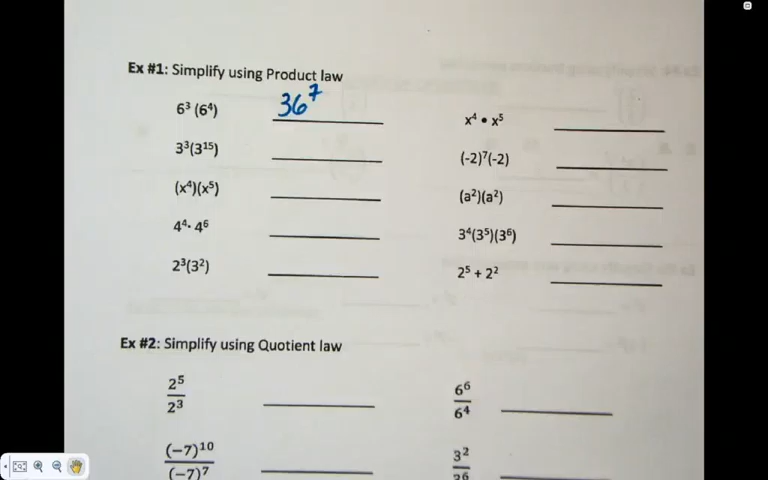 Ex #1: Simplify using Product law
6³ (6⁴) 36⁷
x⁴ • x⁵
3³(3¹⁵)
(-2)⁷(-2)
(x⁴)(x⁵)
(a²)(a²)
4⁴· 4⁶
3⁴(3⁵)(3⁶)
2³(3²)
2⁵ + 2²
Ex #2: Simplify using Quotient law
2⁵
2³
6⁶
6⁴
(−7)¹⁰
(−7)⁷
3²